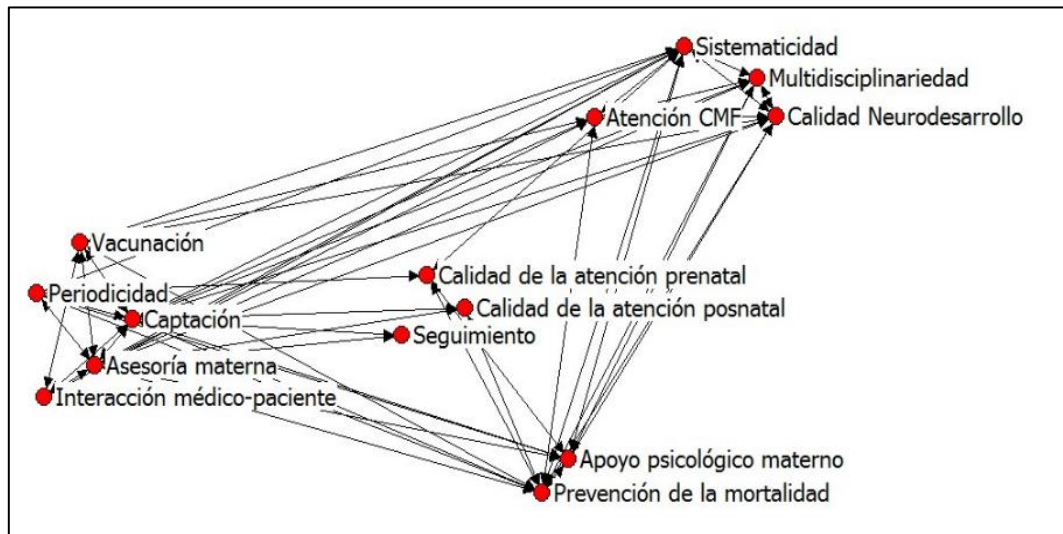 Sistematicidad
Multidisciplinariedad
Atención CMF
Calidad Neurodesarrollo
Vacunación
Calidad de la atención prenatal
Periodicidad
Calidad de la atención posnatal
Captación
Seguimiento
Asesoría materna
Interacción médico-paciente
Apoyo psicológico materno
Prevención de la mortalidad